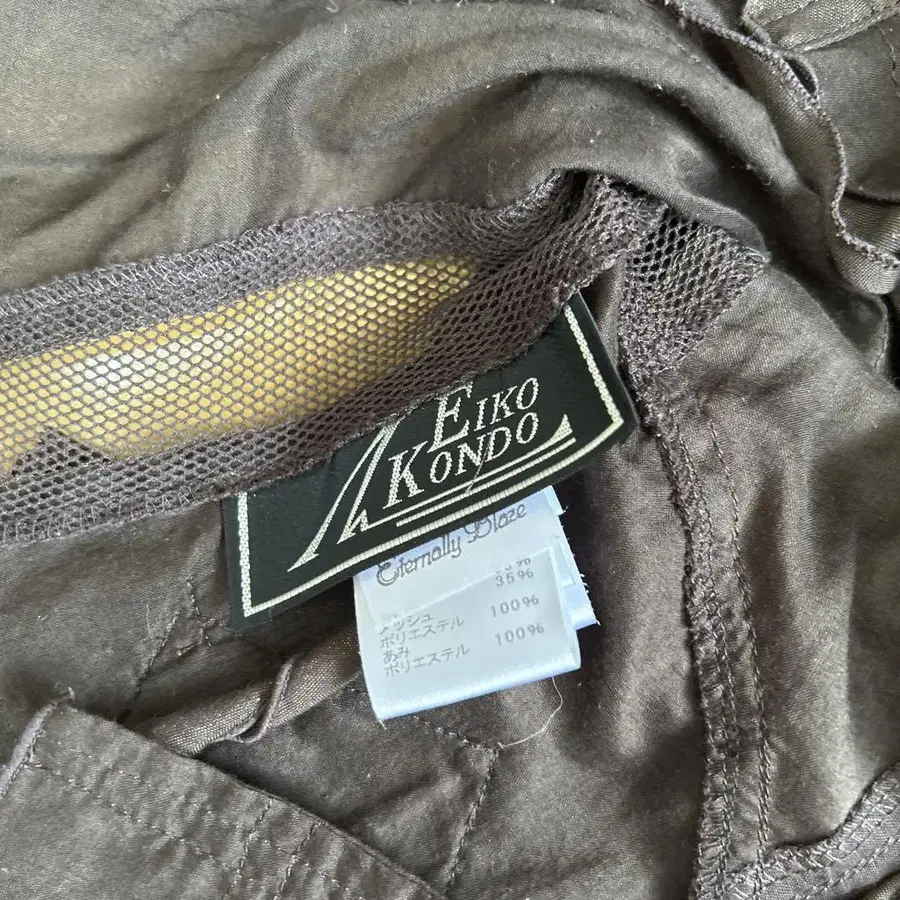 EIKO
KONDO
Eternally Blaze
35%
メッシュ
ポリエステル 100%
あみ
ポリエステル 100%